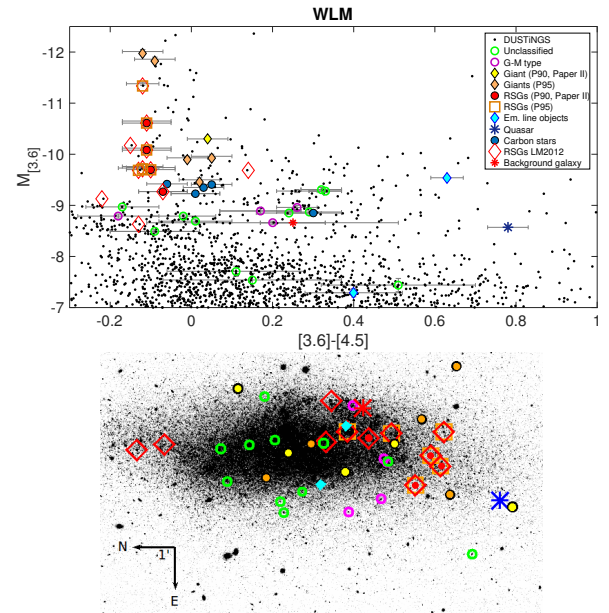 WLM
-12
-11
-10
-9
-8
-7
M[3.6]
-0.2
0
0.2
0.4
0.6
0.8
1
[3.6]-[4.5]
DUSTiNGS
Unclassified
G-M type
Giant (P90, Paper II)
Giants (P95)
RSGs (P90, Paper II)
RSGs (P95)
Em. line objects
Quasar
Carbon stars
RSGs LM2012
Background galaxy
N
1'
E